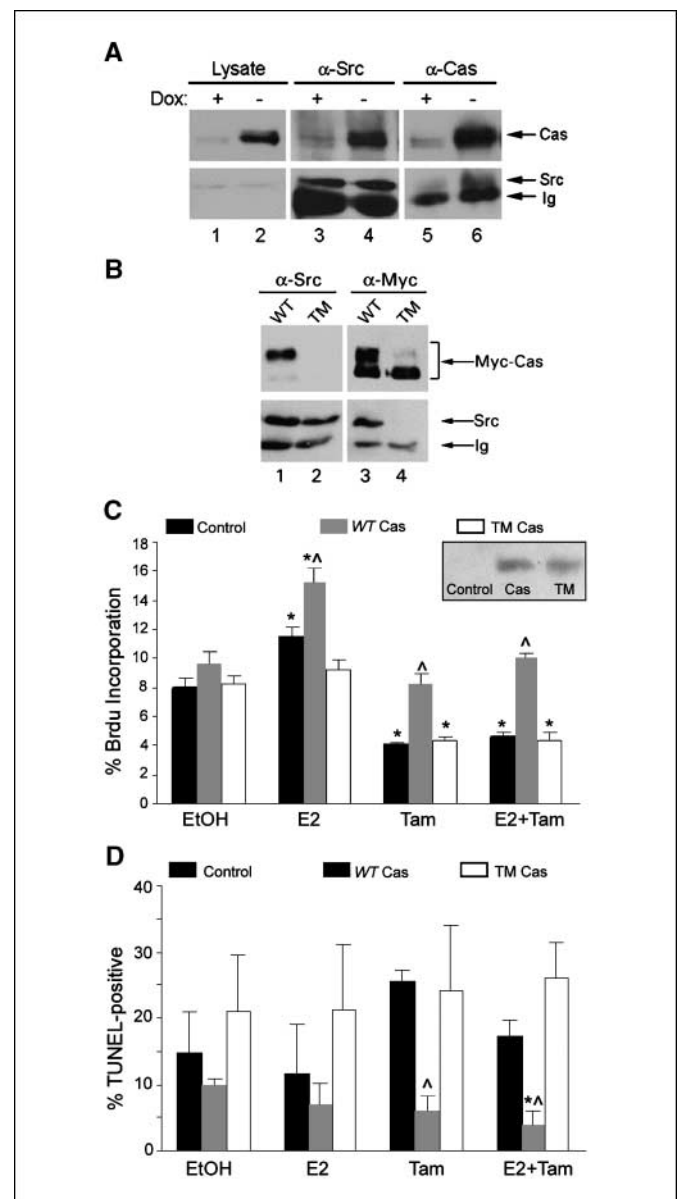 A
Lysate α-Src α-Cas
Dox: + - + - + -
Cas
Src
Ig
1 2 3 4 5 6
B
α-Src α-Myc
WT TM WT TM
Myc-Cas
Src
Ig
1 2 3 4
C
Control WT Cas TM Cas
% Brdu Incorporation
18
16
14
12
10
8
6
4
2
0
* *^ * ^ * * ^ *
Control Cas TM
EtOH E2 Tam E2+Tam
D
Control WT Cas TM Cas
% TUNEL-positive
40
30
20
10
0
^ *^
EtOH E2 Tam E2+Tam